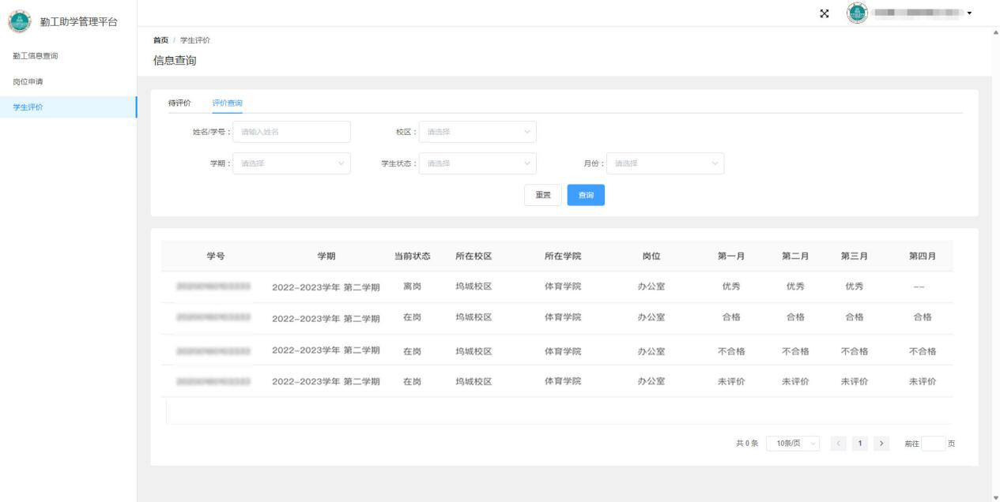 勤工助学管理平台
勤工信息查询
岗位申请
学生评价
首页 / 学生评价
信息查询
待评价 评价查询
姓名/学号： 请输入姓名 校区： 请选择
学期： 请选择 学生状态： 请选择 月份： 请选择
重置 查询
学号 学期 当前状态 所在校区 所在学院 岗位 第一月 第二月 第三月 第四月
2022-2023学年 第二学期 离岗 坞城校区 体育学院 办公室 优秀 优秀 优秀 --
2022-2023学年 第二学期 在岗 坞城校区 体育学院 办公室 合格 合格 合格 合格
2022-2023学年 第二学期 在岗 坞城校区 体育学院 办公室 不合格 不合格 不合格 不合格
2022-2023学年 第二学期 在岗 坞城校区 体育学院 办公室 未评价 未评价 未评价 未评价
共 0 条 10条/页 1 前往 页